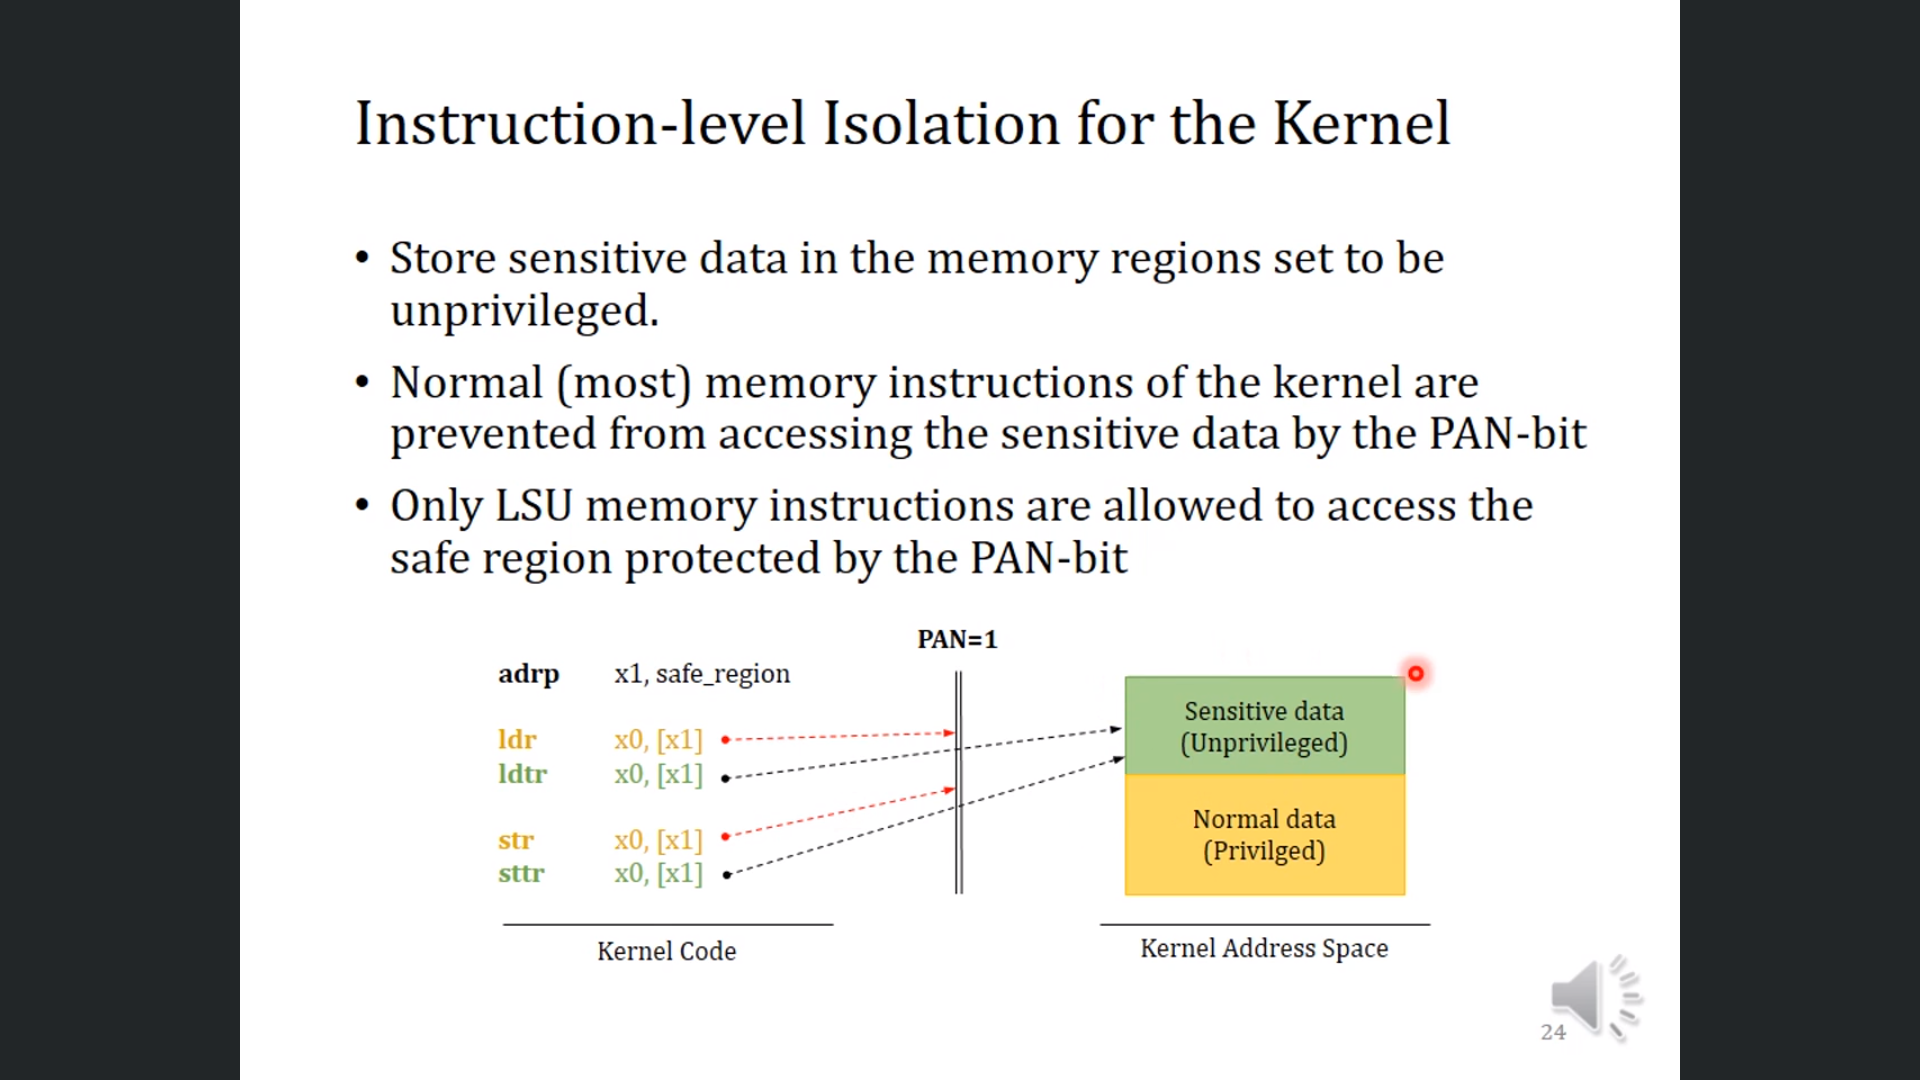 Instruction-level Isolation for the Kernel
• Store sensitive data in the memory regions set to be
unprivileged.
• Normal (most) memory instructions of the kernel are
prevented from accessing the sensitive data by the PAN-bit
• Only LSU memory instructions are allowed to access the
safe region protected by the PAN-bit
PAN=1
adrp x1, safe_region
ldr x0, [x1]
ldtr x0, [x1]
str x0, [x1]
sttr x0, [x1]
Kernel Code
Sensitive data
(Unprivileged)
Normal data
(Privilged)
Kernel Address Space
24